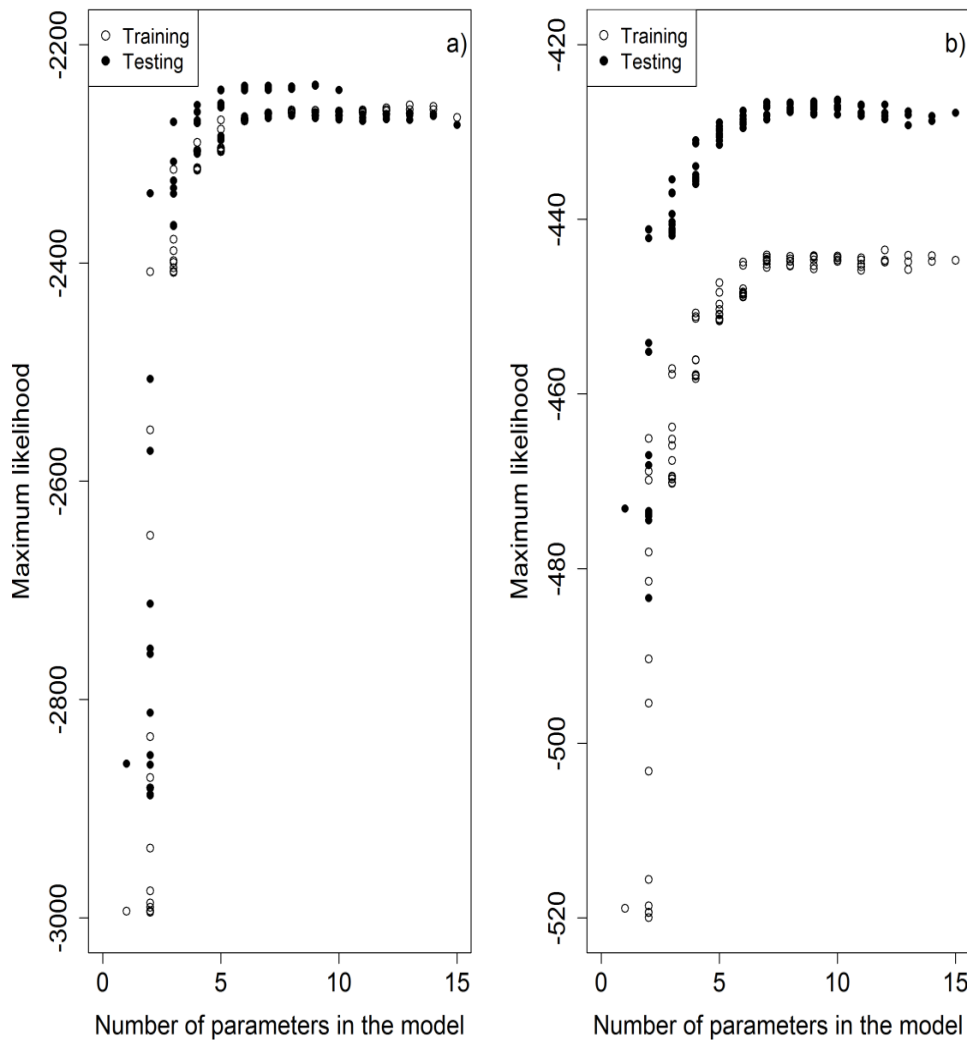 Training
Testing
a)
-2200
-2400
-2600
-2800
-3000
Maximum likelihood
0 5 10 15
Number of parameters in the model
Training
Testing
b)
-420
-440
-460
-480
-500
-520
Maximum likelihood
0 5 10 15
Number of parameters in the model